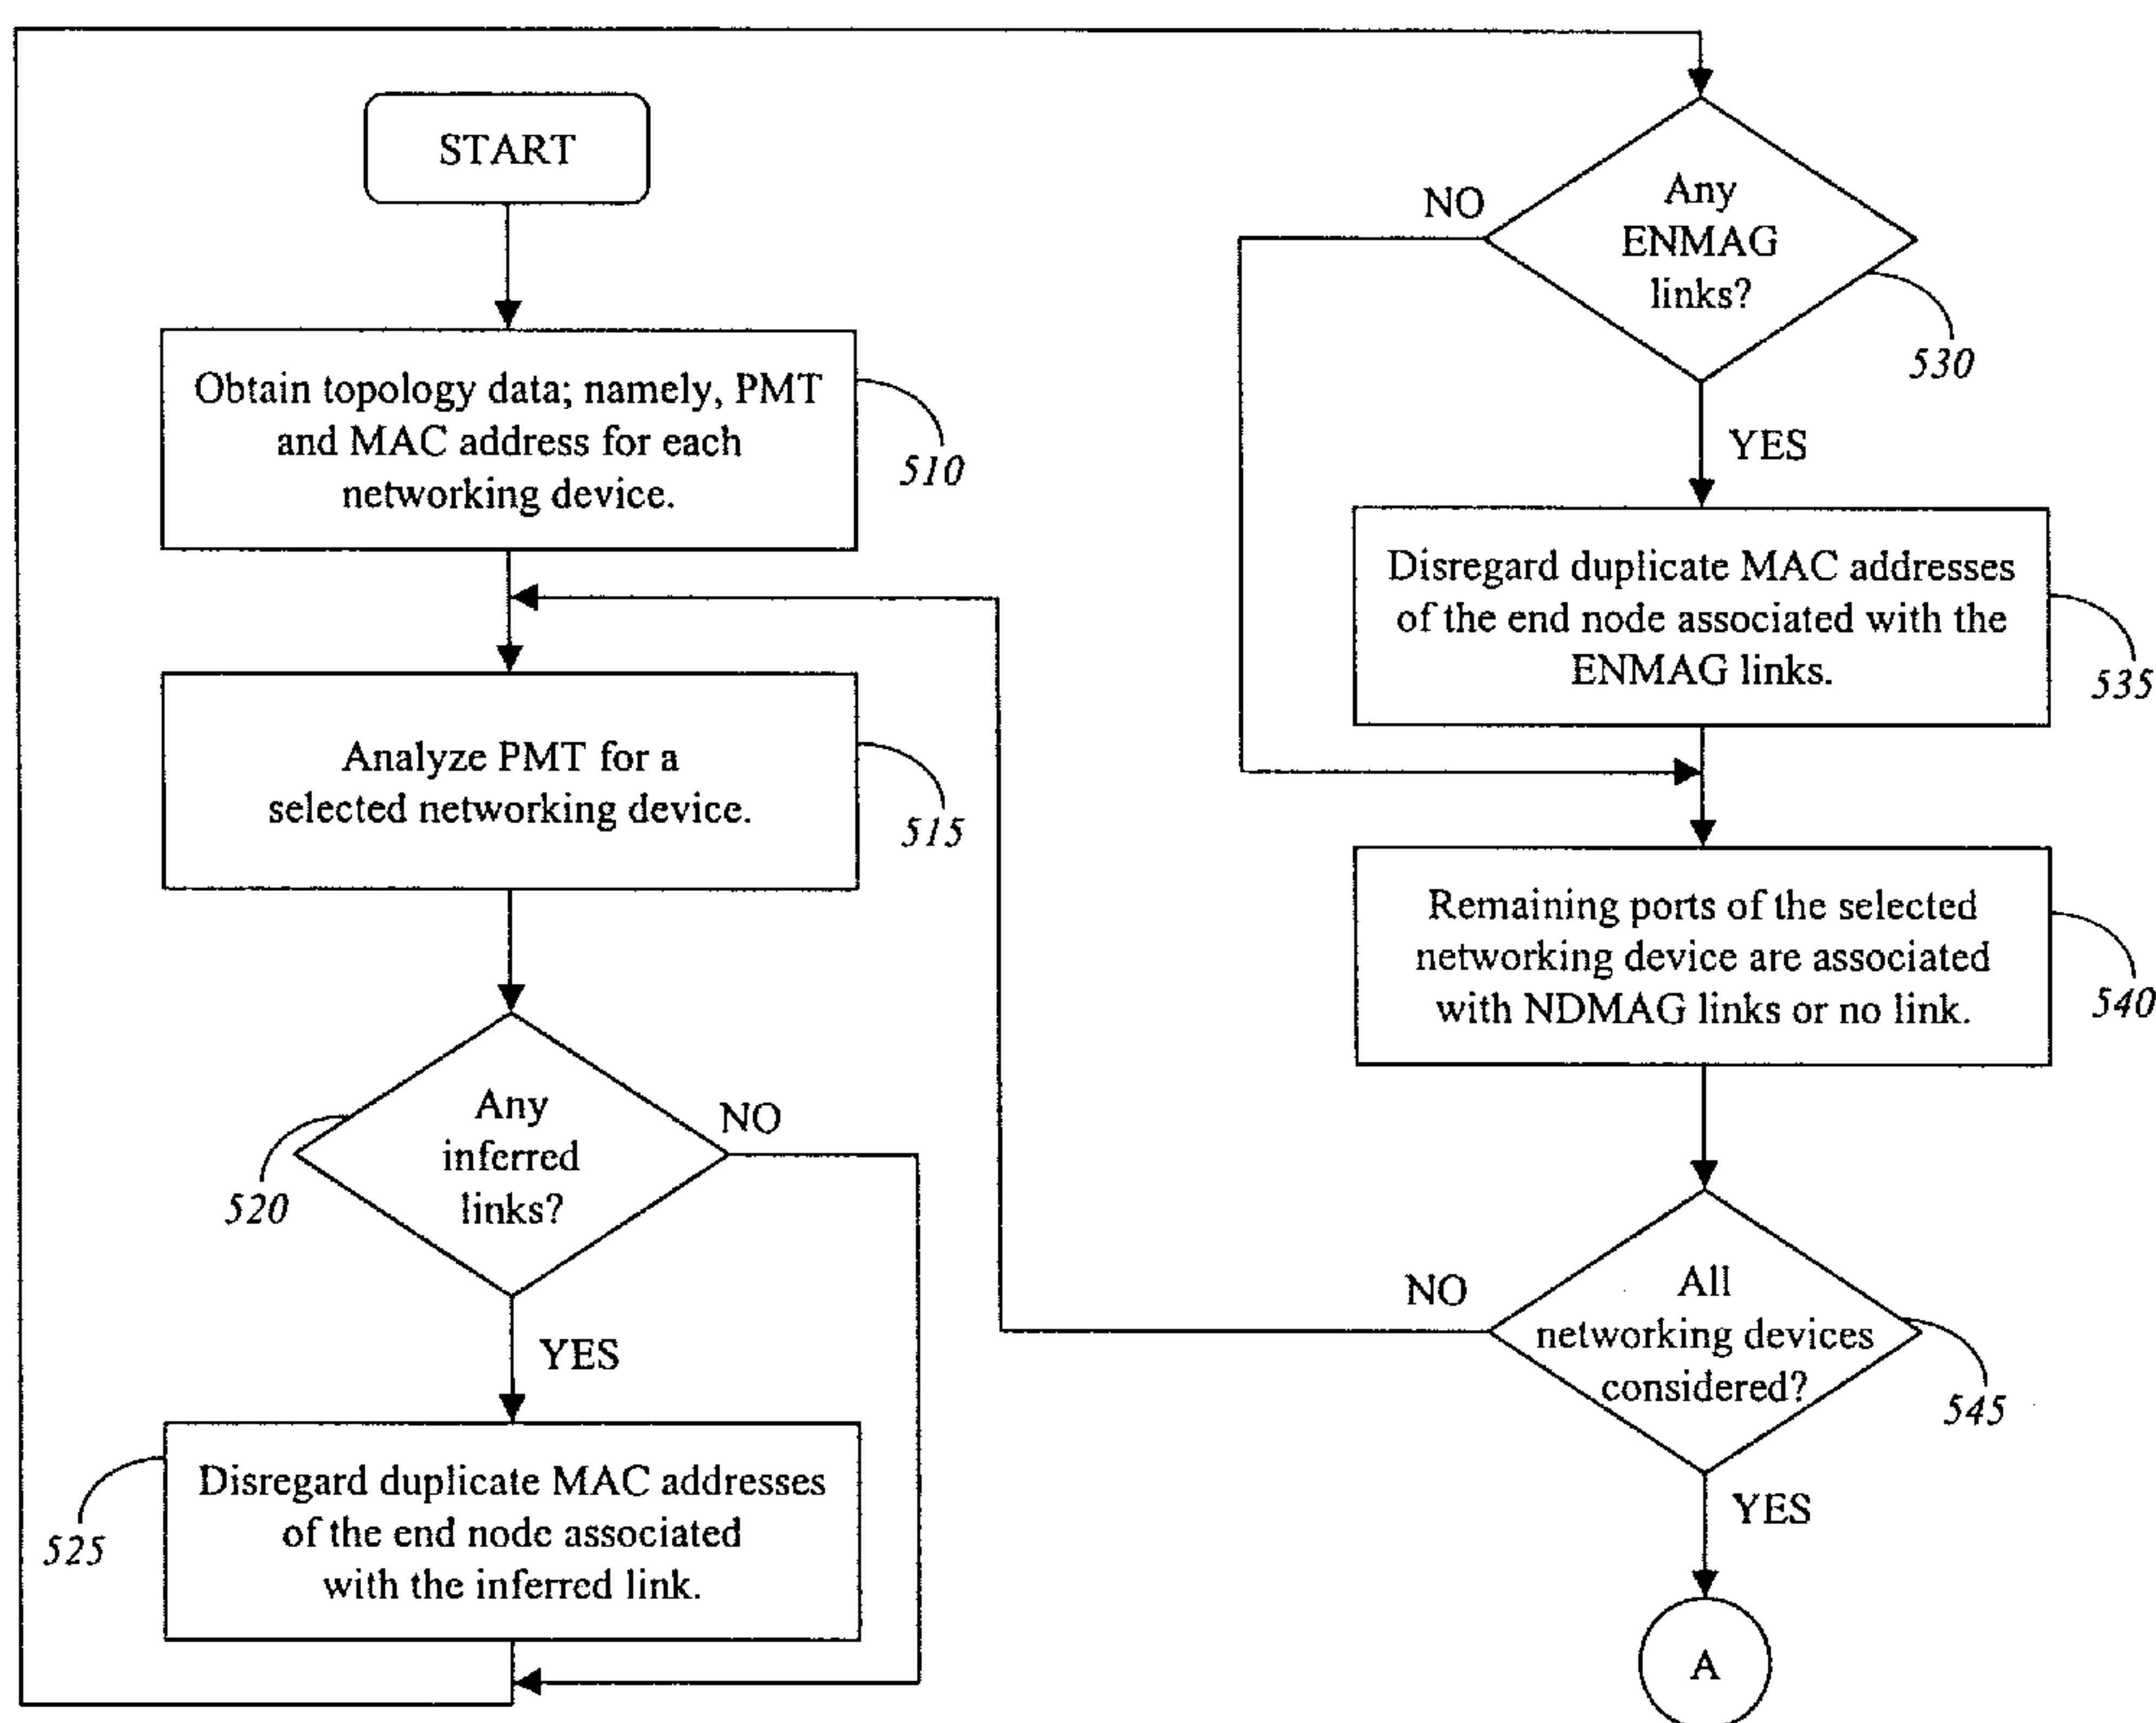 START
Obtain topology data; namely, PMT
and MAC address for each
networking device.
510
Analyze PMT for a
selected networking device.
515
Any
inferred
links?
NO
520
YES
Disregard duplicate MAC addresses
of the end node associated
with the inferred link.
525
Any
ENMAG
links?
NO
530
YES
Disregard duplicate MAC addresses
of the end node associated with the
ENMAG links.
535
Remaining ports of the selected
networking device are associated
with NDMAG links or no link.
540
All
networking devices
considered?
NO
545
YES
A